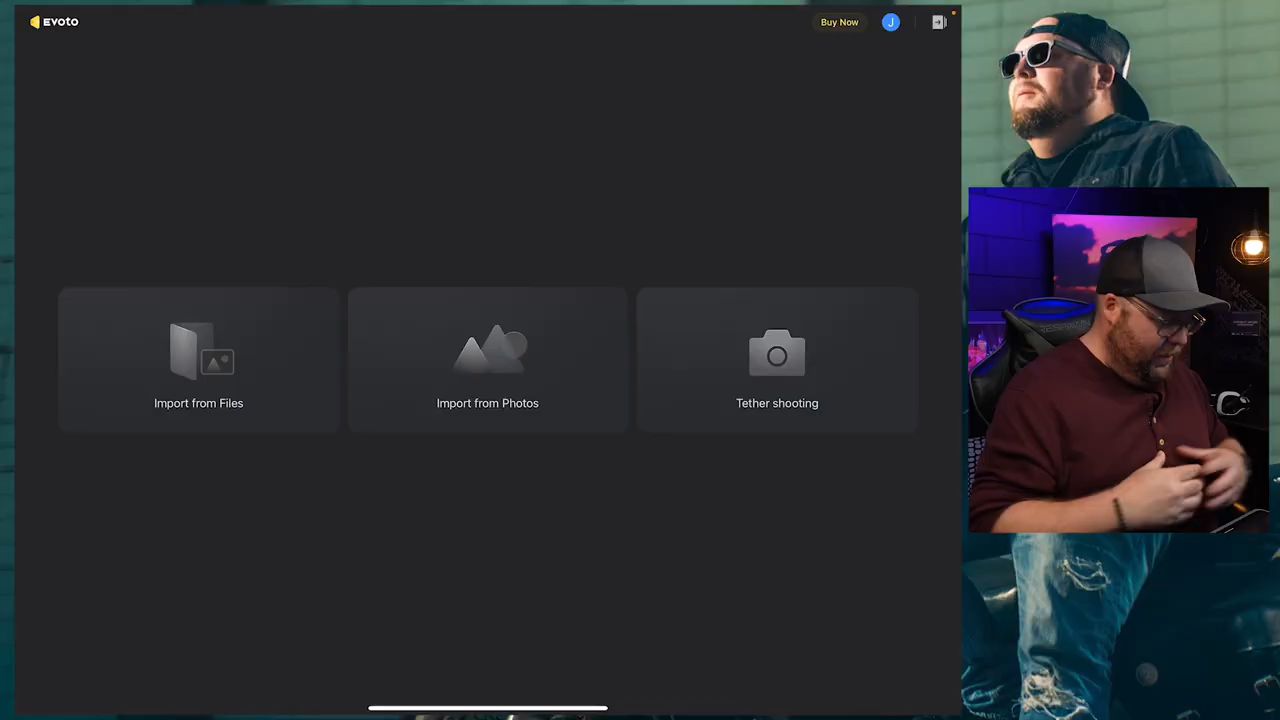 EVOTO
Buy Now
J
Import from Files
Import from Photos
Tether shooting